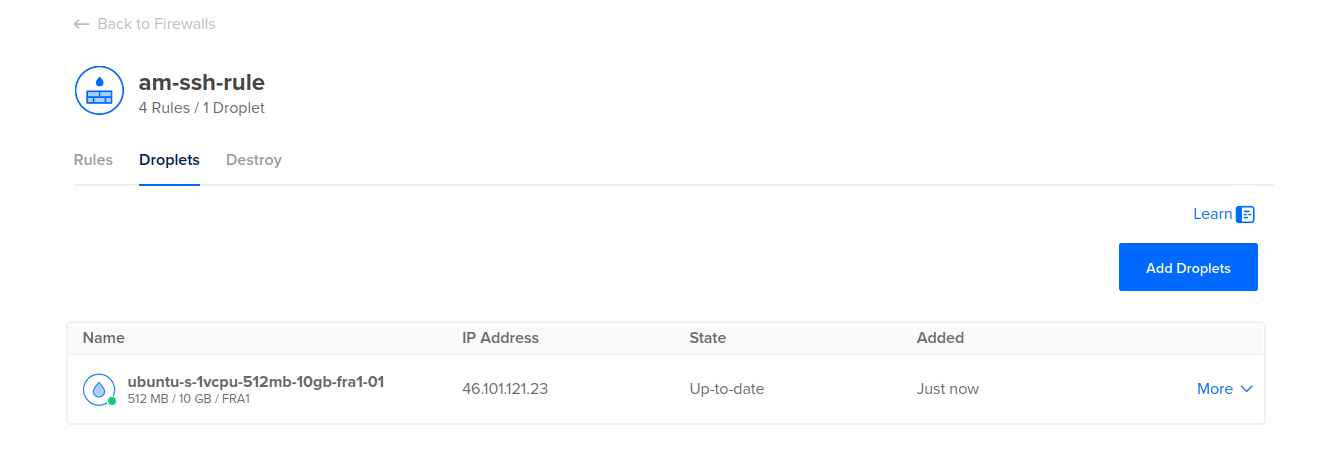 ← Back to Firewalls
am-ssh-rule
4 Rules / 1 Droplet
Rules Droplets Destroy
Learn
Add Droplets
Name IP Address State Added
ubuntu-s-1vcpu-512mb-10gb-fra1-01 46.101.121.23 Up-to-date Just now More
512 MB / 10 GB / FRA1